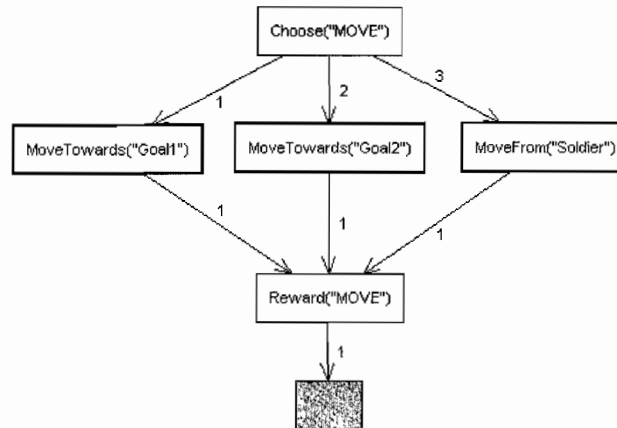 Choose("MOVE")
1
2
3
MoveTowards("Goal1")
MoveTowards("Goal2")
MoveFrom("Soldier")
1
1
1
Reward("MOVE")
1